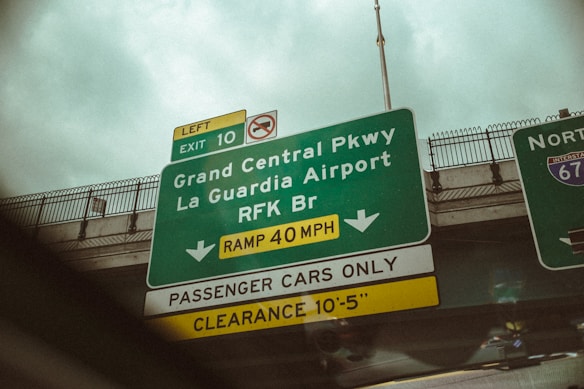 LEFT
EXIT 10
Grand Central Pkwy
La Guardia Airport
RFK Br
RAMP 40 MPH
PASSENGER CARS ONLY
CLEARANCE 10'-5"
INTERSTATE
67